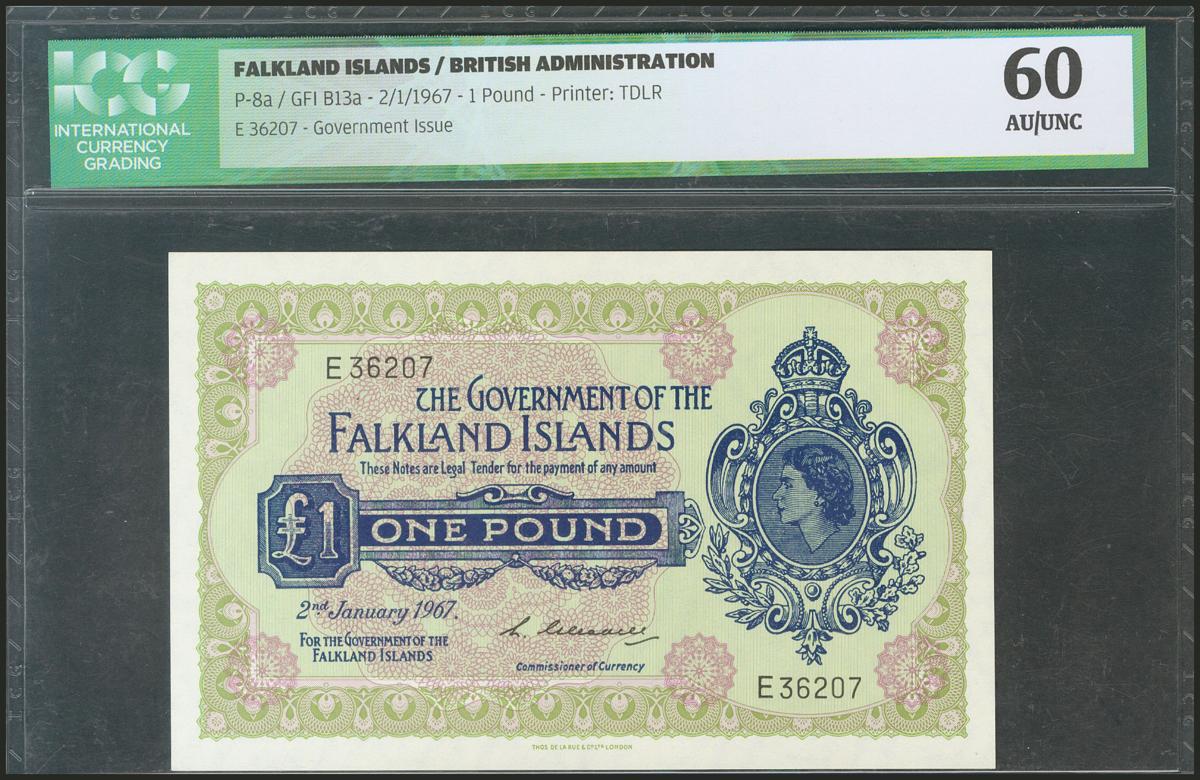 ICG
INTERNATIONAL
CURRENCY
GRADING
FALKLAND ISLANDS / BRITISH ADMINISTRATION
P-8a / GFI B13a - 2/1/1967 - 1 Pound - Printer: TDLR
E 36207 - Government Issue
60
AU/UNC
E 36207
THE GOVERNMENT OF THE
FALKLAND ISLANDS
These Notes are Legal Tender for the payment of any amount
£1
ONE POUND
2nd January 1967.
FOR THE GOVERNMENT OF THE
FALKLAND ISLANDS
Commissioner of Currency
E 36207
THOS DE LA RUE & CO LTD LONDON